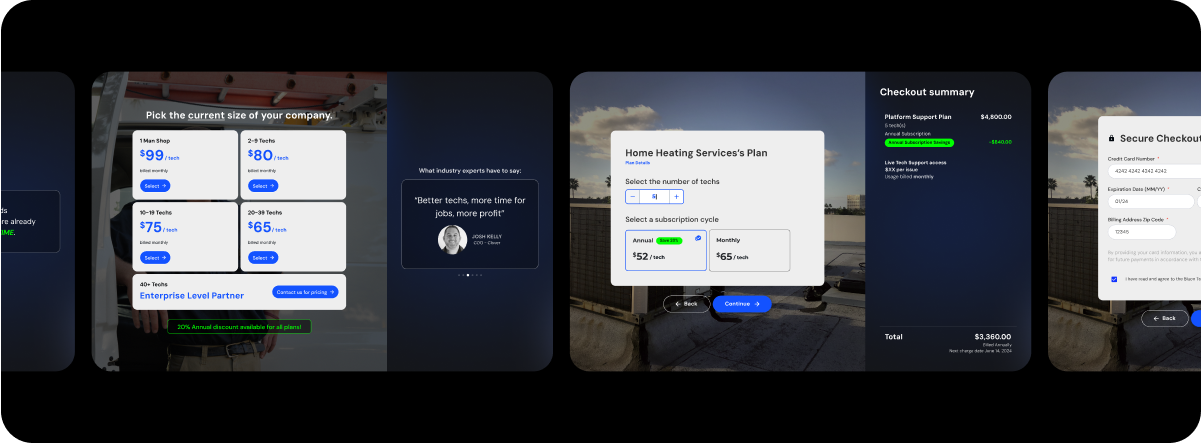 ds
re already
OME.
Pick the current size of your company.
1 Man Shop
$99 / tech
billed monthly
Select →
2-9 Techs
$80 / tech
billed monthly
Select →
10-19 Techs
$75 / tech
billed monthly
Select →
20-39 Techs
$65 / tech
billed monthly
Select →
40+ Techs
Enterprise Level Partner
Contact us for pricing →
20% Annual discount available for all plans!
What industry experts have to say:
“Better techs, more time for
jobs, more profit”
JOSH KELLY
COO - Clover
Home Heating Services's Plan
Plan Details
Select the number of techs
− 5 +
Select a subscription cycle
Annual Save 20%
$52 / tech
Monthly
$65 / tech
← Back
Continue →
Checkout summary
Platform Support Plan $4,800.00
5 tech(s)
Annual Subscription
Annual Subscription Savings -$840.00
Live Tech Support access
$XX per issue
Usage billed monthly
Total $3,360.00
Billed Annually
Next charge date June 14, 2024
Secure Checkout
Credit Card Number *
4242 4242 4242 4242
Expiration Date (MM/YY) *
C
01/24
Billing Address Zip Code *
12345
By providing your card information, you a
for future payments in accordance with t
I have read and agree to the
← Back